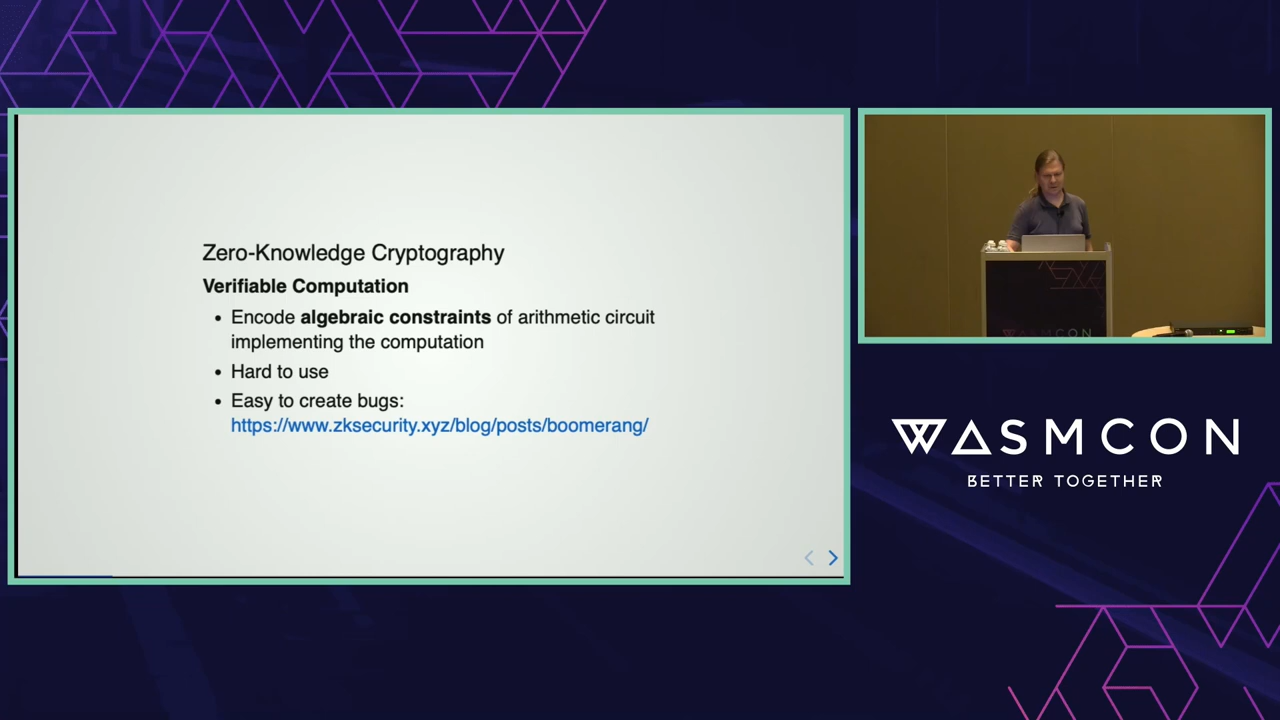 Zero-Knowledge Cryptography
Verifiable Computation
• Encode algebraic constraints of arithmetic circuit
implementing the computation
• Hard to use
• Easy to create bugs:
https://www.zksecurity.xyz/blog/posts/boomerang/
WASMCON
WASMCON
BETTER TOGETHER